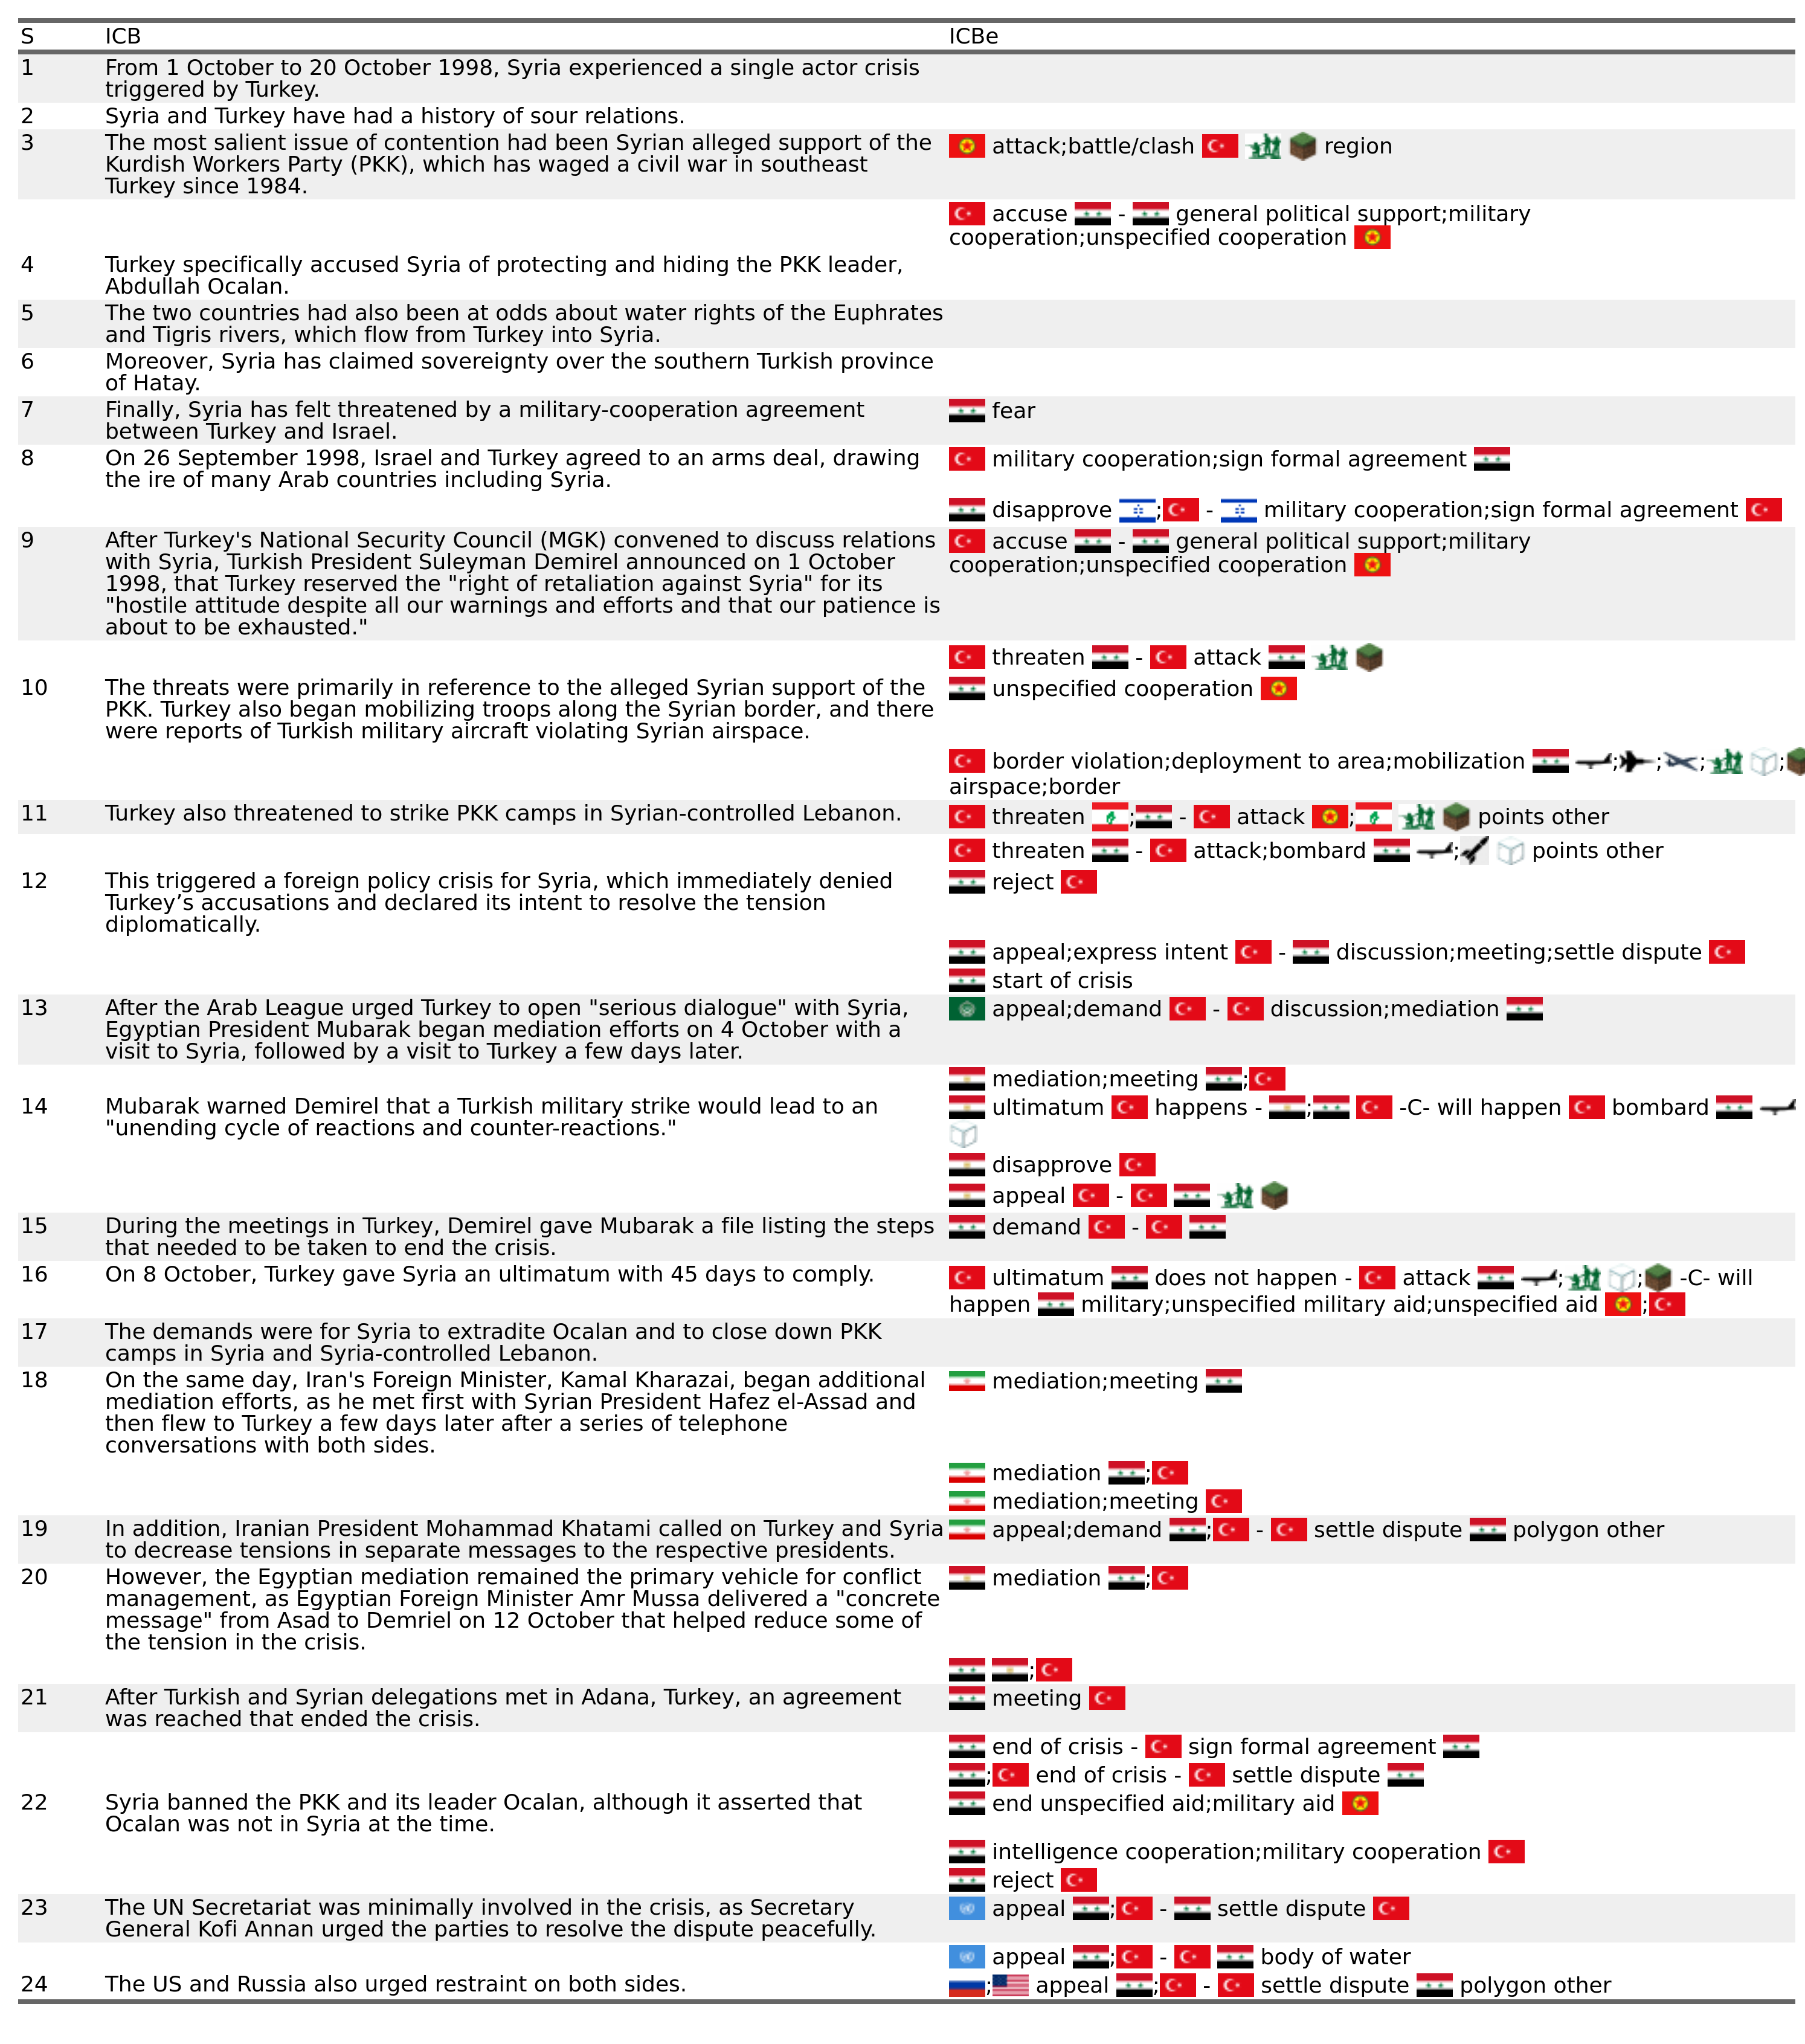 S ICB ICBe
1 From 1 October to 20 October 1998, Syria experienced a single actor crisis
triggered by Turkey.
2 Syria and Turkey have had a history of sour relations.
3 The most salient issue of contention had been Syrian alleged support of the attack;battle/clash region
Kurdish Workers Party (PKK), which has waged a civil war in southeast
Turkey since 1984.
accuse - general political support;military
cooperation;unspecified cooperation
4 Turkey specifically accused Syria of protecting and hiding the PKK leader,
Abdullah Ocalan.
5 The two countries had also been at odds about water rights of the Euphrates
and Tigris rivers, which flow from Turkey into Syria.
6 Moreover, Syria has claimed sovereignty over the southern Turkish province
of Hatay.
7 Finally, Syria has felt threatened by a military-cooperation agreement fear
between Turkey and Israel.
8 On 26 September 1998, Israel and Turkey agreed to an arms deal, drawing military cooperation;sign formal agreement
the ire of many Arab countries including Syria.
disapprove ; - military cooperation;sign formal agreement
9 After Turkey's National Security Council (MGK) convened to discuss relations accuse - general political support;military
with Syria, Turkish President Suleyman Demirel announced on 1 October cooperation;unspecified cooperation
1998, that Turkey reserved the "right of retaliation against Syria" for its
"hostile attitude despite all our warnings and efforts and that our patience is
about to be exhausted."
threaten - attack
10 The threats were primarily in reference to the alleged Syrian support of the unspecified cooperation
PKK. Turkey also began mobilizing troops along the Syrian border, and there
were reports of Turkish military aircraft violating Syrian airspace.
border violation;deployment to area;mobilization ; ; ; ;
airspace;border
11 Turkey also threatened to strike PKK camps in Syrian-controlled Lebanon. threaten ; - attack ; points other
threaten - attack;bombard ; points other
12 This triggered a foreign policy crisis for Syria, which immediately denied reject
Turkey’s accusations and declared its intent to resolve the tension
diplomatically.
appeal;express intent - discussion;meeting;settle dispute
start of crisis
13 After the Arab League urged Turkey to open "serious dialogue" with Syria, appeal;demand - discussion;mediation
Egyptian President Mubarak began mediation efforts on 4 October with a
visit to Syria, followed by a visit to Turkey a few days later.
mediation;meeting ;
14 Mubarak warned Demirel that a Turkish military strike would lead to an ultimatum happens - ; -C- will happen bombard
"unending cycle of reactions and counter-reactions."
disapprove
appeal -
15 During the meetings in Turkey, Demirel gave Mubarak a file listing the steps demand -
that needed to be taken to end the crisis.
16 On 8 October, Turkey gave Syria an ultimatum with 45 days to comply. ultimatum does not happen - attack ; ; -C- will
happen military;unspecified military aid;unspecified aid ;
17 The demands were for Syria to extradite Ocalan and to close down PKK
camps in Syria and Syria-controlled Lebanon.
18 On the same day, Iran's Foreign Minister, Kamal Kharazai, began additional mediation;meeting
mediation efforts, as he met first with Syrian President Hafez el-Assad and
then flew to Turkey a few days later after a series of telephone
conversations with both sides.
mediation ;
mediation;meeting
19 In addition, Iranian President Mohammad Khatami called on Turkey and Syria appeal;demand ; - settle dispute polygon other
to decrease tensions in separate messages to the respective presidents.
20 However, the Egyptian mediation remained the primary vehicle for conflict mediation ;
management, as Egyptian Foreign Minister Amr Mussa delivered a "concrete
message" from Asad to Demriel on 12 October that helped reduce some of
the tension in the crisis.
;
21 After Turkish and Syrian delegations met in Adana, Turkey, an agreement meeting
was reached that ended the crisis.
end of crisis - sign formal agreement
; end of crisis - settle dispute
22 Syria banned the PKK and its leader Ocalan, although it asserted that end unspecified aid;military aid
Ocalan was not in Syria at the time.
intelligence cooperation;military cooperation
reject
23 The UN Secretariat was minimally involved in the crisis, as Secretary appeal ; - settle dispute
General Kofi Annan urged the parties to resolve the dispute peacefully.
appeal ; - body of water
24 The US and Russia also urged restraint on both sides. ; appeal ; - settle dispute polygon other